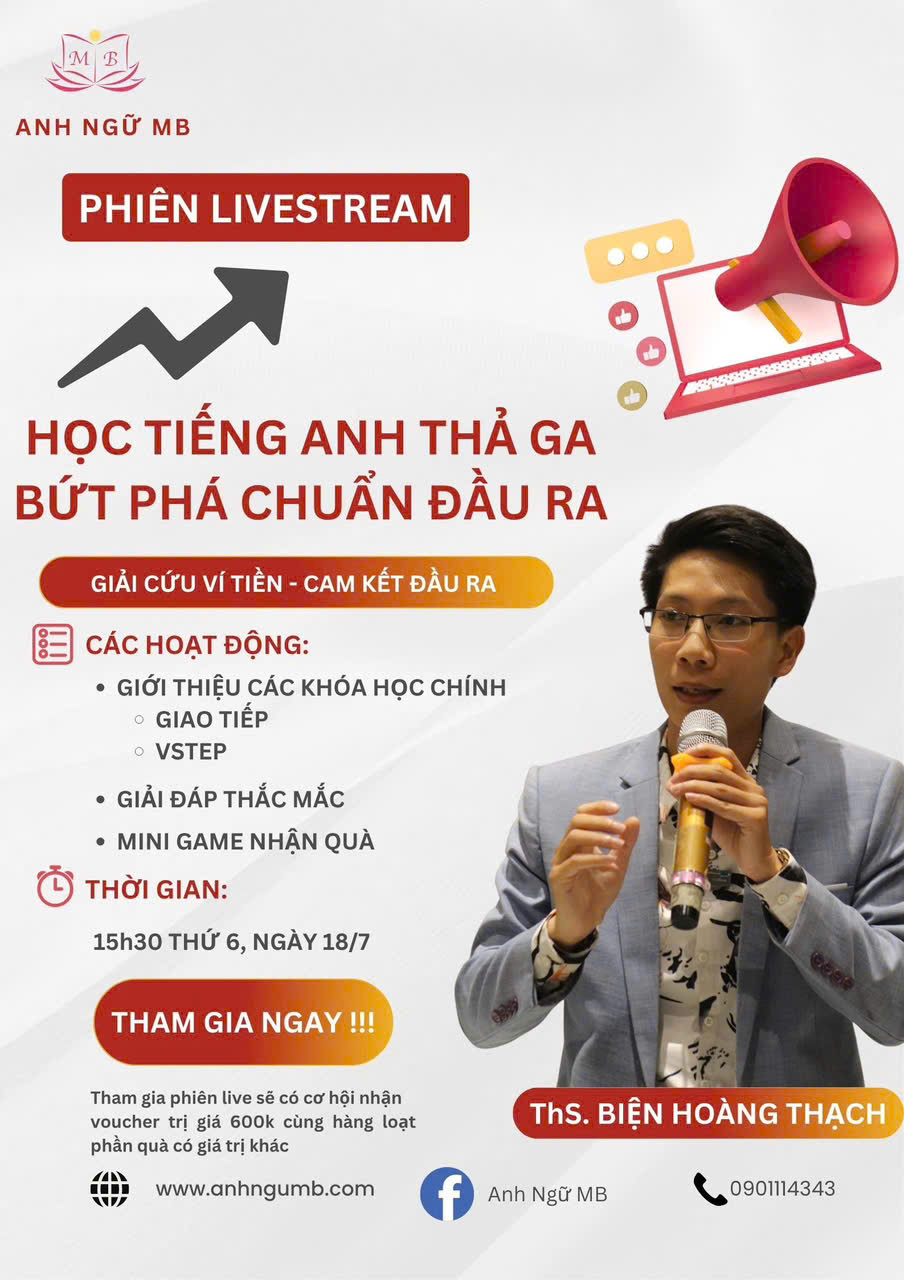 M B
ANH NGỮ MB
PHIÊN LIVESTREAM
HỌC TIẾNG ANH THẢ GA
BỨT PHÁ CHUẨN ĐẦU RA
GIẢI CỨU VÍ TIỀN - CAM KẾT ĐẦU RA
CÁC HOẠT ĐỘNG:
• GIỚI THIỆU CÁC KHÓA HỌC CHÍNH
○ GIAO TIẾP
○ VSTEP
• GIẢI ĐÁP THẮC MẮC
• MINI GAME NHẬN QUÀ
THỜI GIAN:
15h30 THỨ 6, NGÀY 18/7
THAM GIA NGAY !!!
Tham gia phiên live sẽ có cơ hội nhận
voucher trị giá 600k cùng hàng loạt
phần quà có giá trị khác
ThS. BIỆN HOÀNG THẠCH
www.anhngumb.com
f
Anh Ngữ MB
0901114343